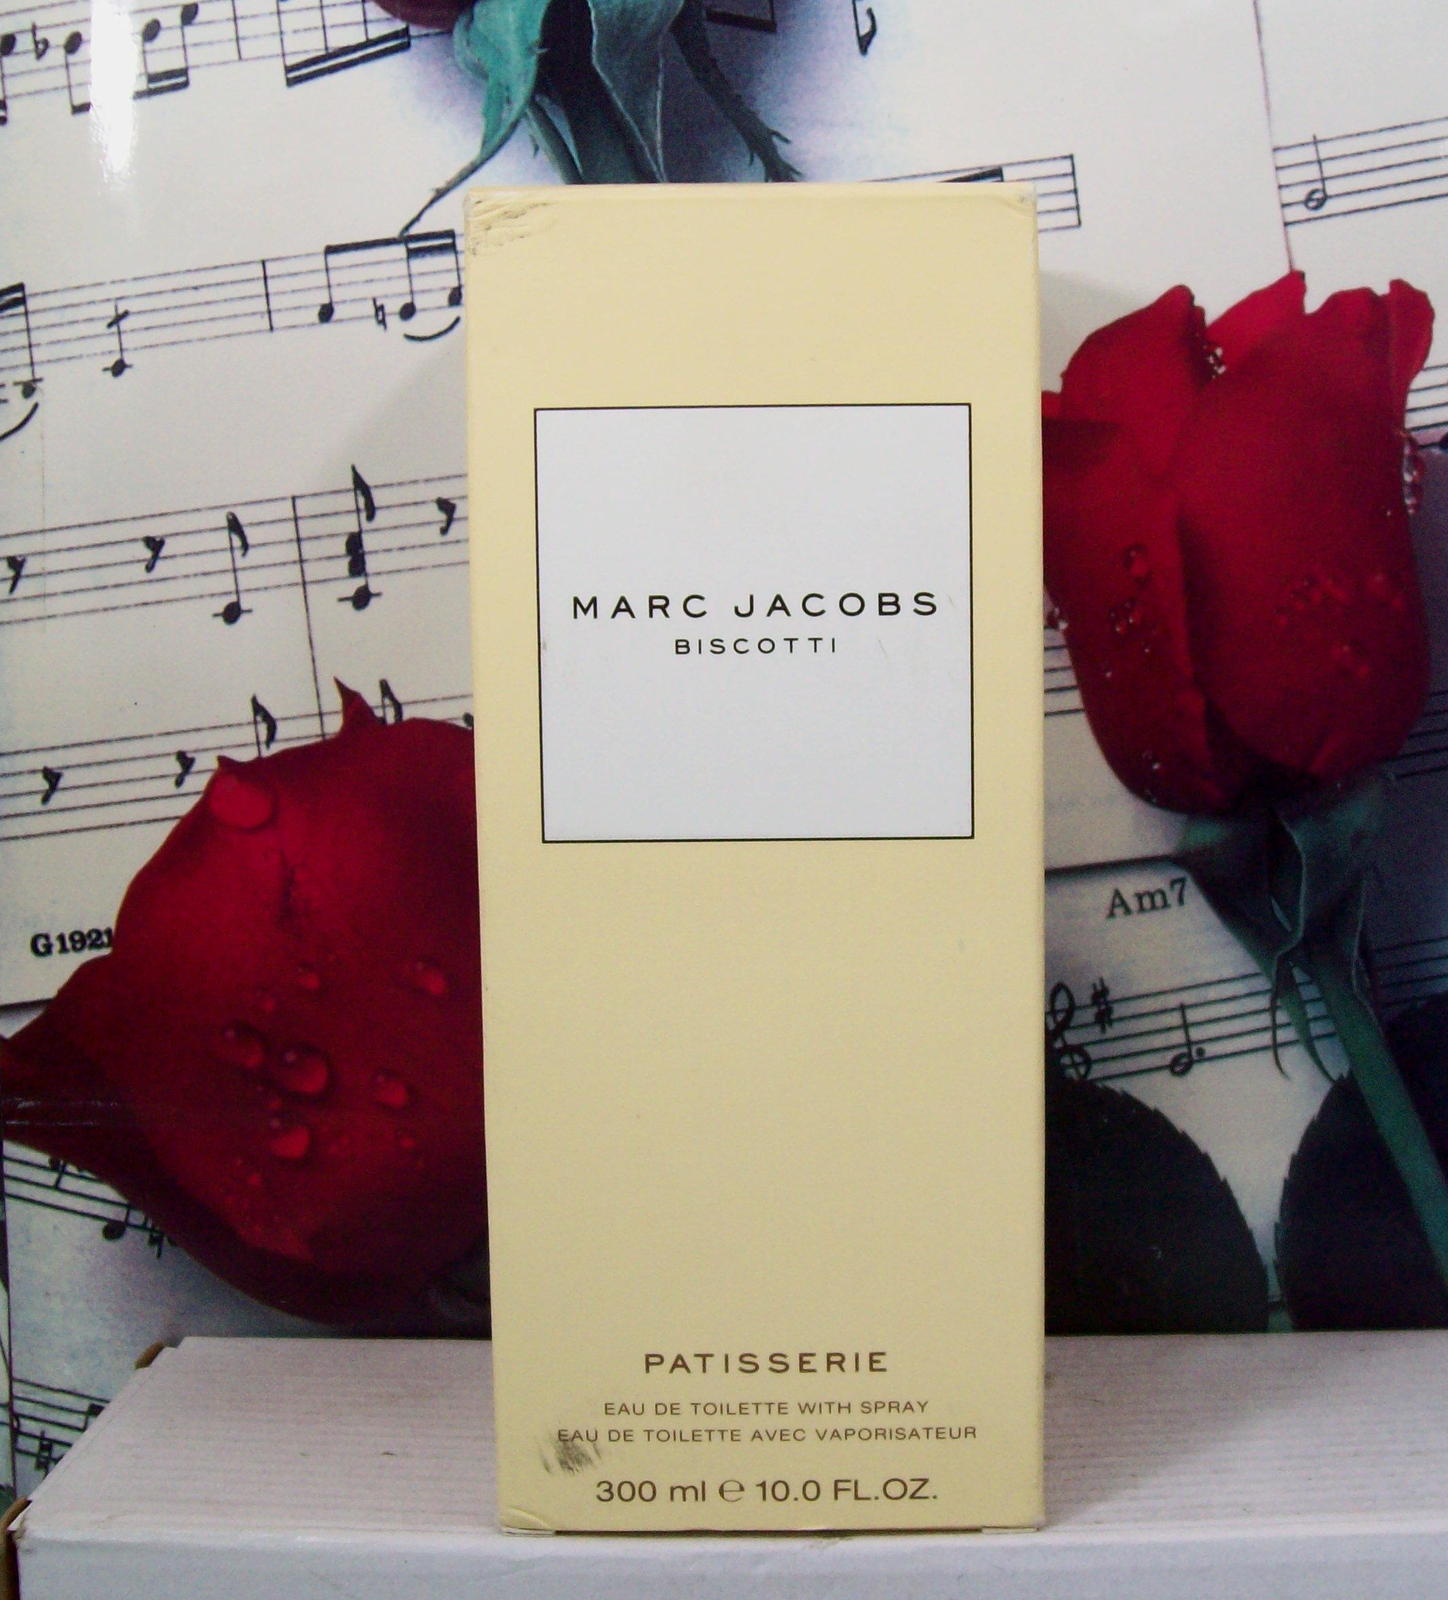 MARC JACOBS
BISCOTTI
G1921
Am7
PATISSERIE
EAU DE TOILETTE WITH SPRAY
EAU DE TOILETTE AVEC VAPORISATEUR
300 ml ℮ 10.0 FL.OZ.